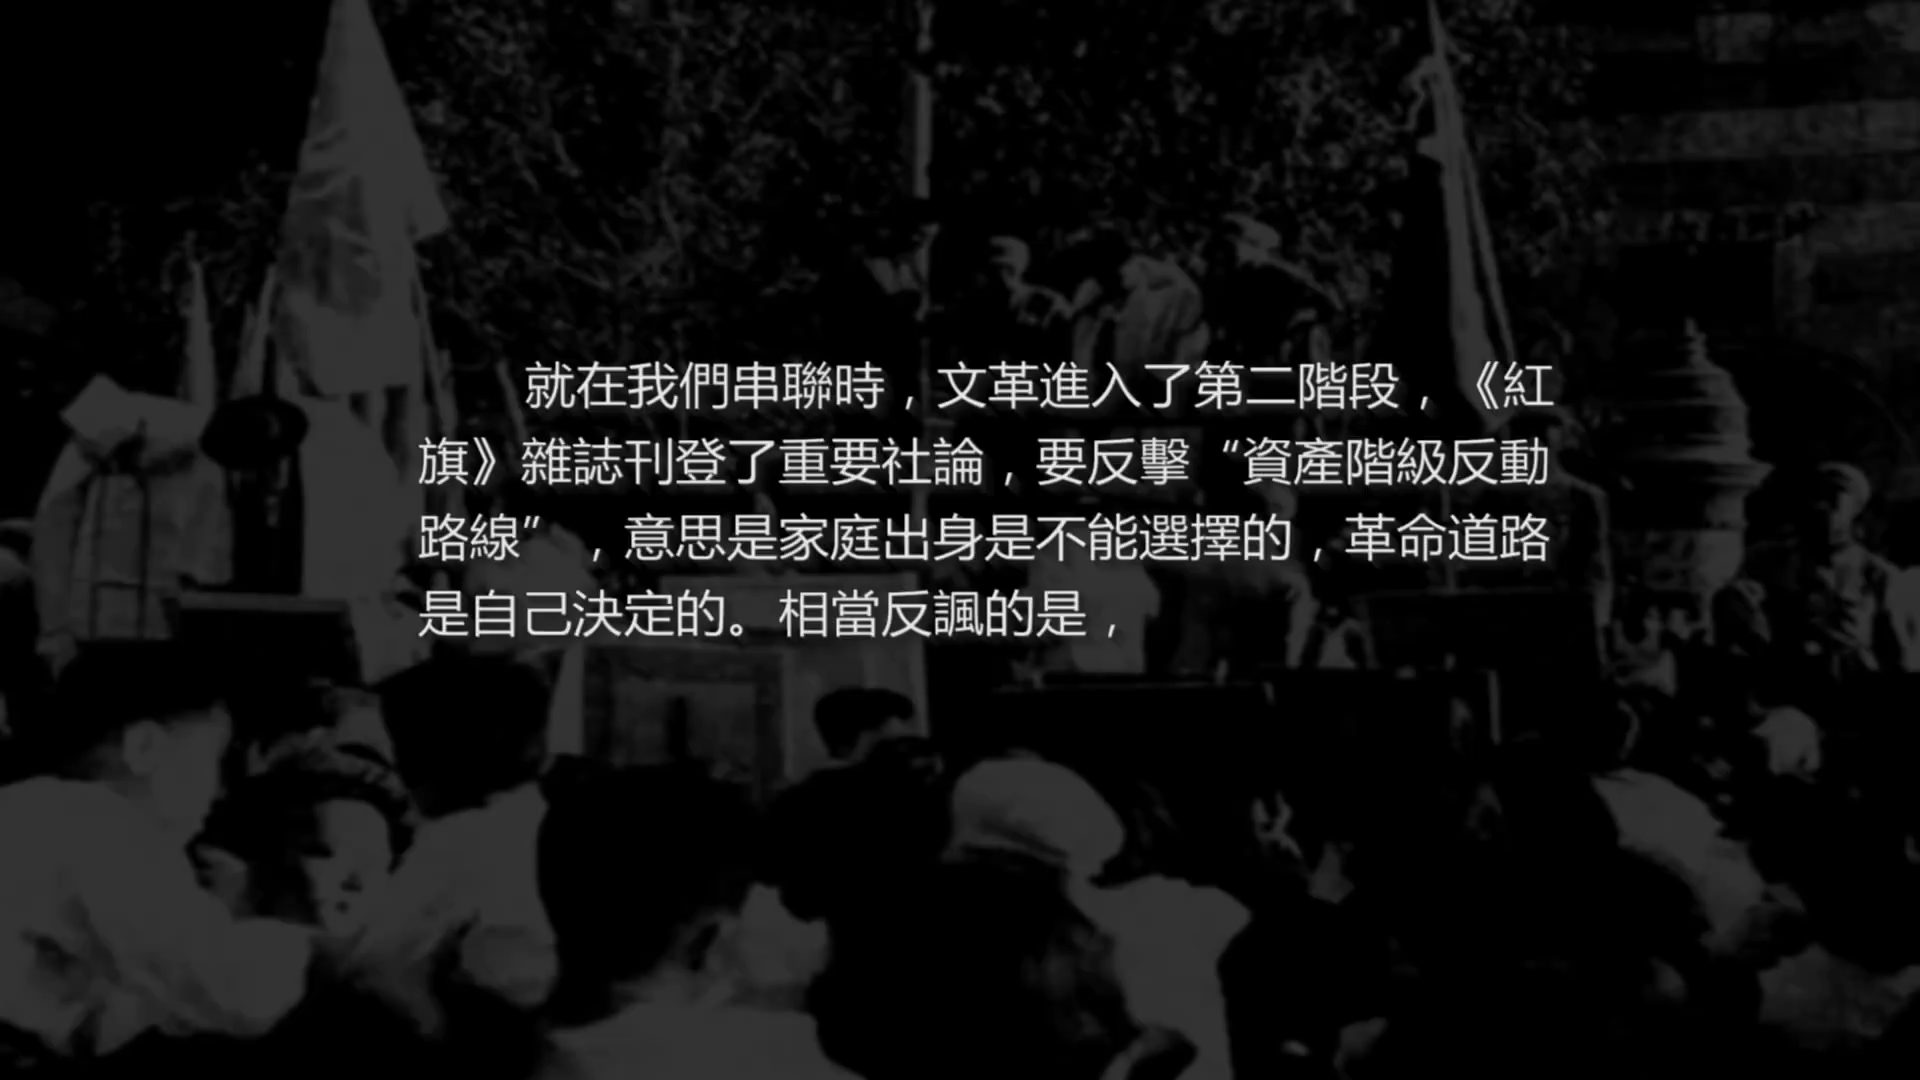 就在我們串聯時，文革進入了第二階段，《紅
旗》雜誌刊登了重要社論，要反擊“資產階級反動
路線”，意思是家庭出身是不能選擇的，革命道路
是自己決定的。相當反諷的是，